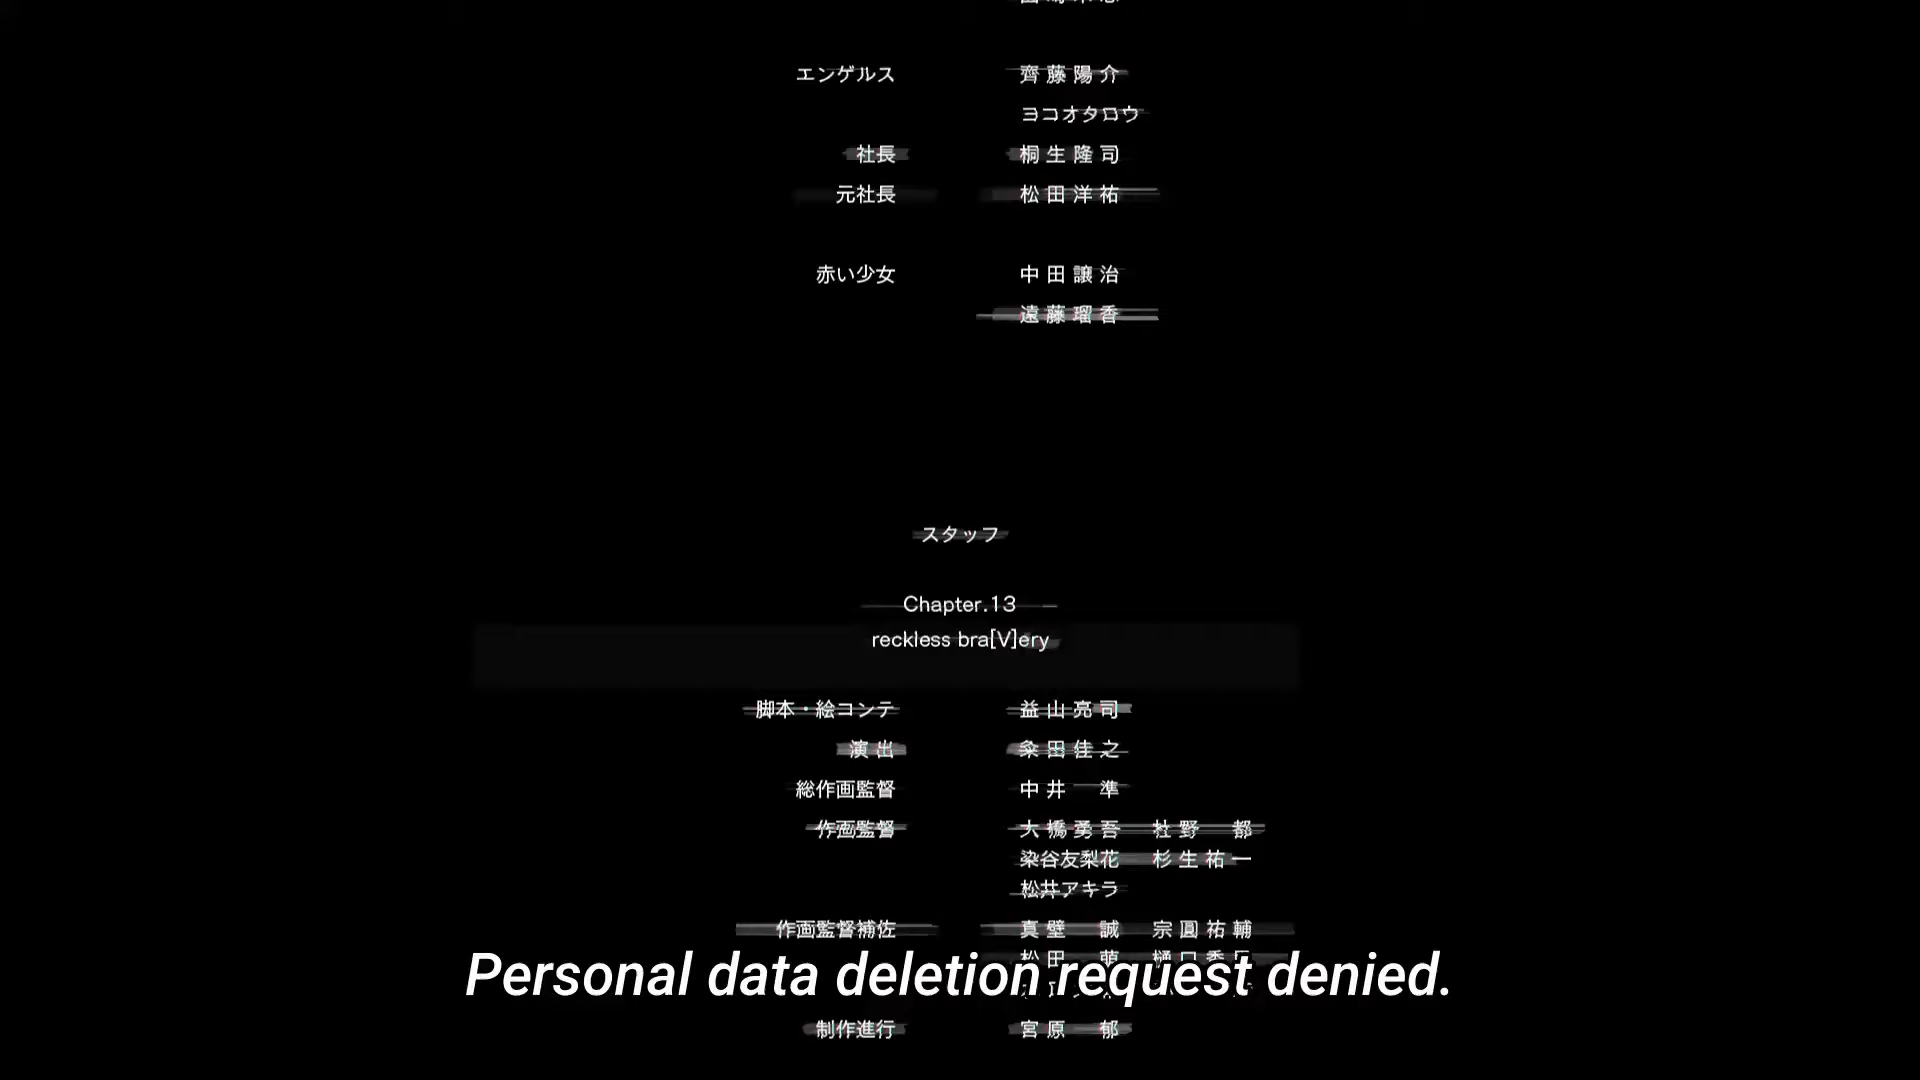 エンゲルス 齊藤陽介
ヨコオタロウ
社長 桐生隆司
元社長 松田洋祐
赤い少女 中田譲治
遠藤瑠香
スタッフ
Chapter.13
reckless bra[V]ery
脚本・絵コンテ 益山亮司
演出 粂田佳之
総作画監督 中井準
作画監督 大橋勇吾 社野都
染谷友梨花 杉生祐一
松井アキラ
作画監督補佐 真壁誠 宗圓祐輔
松田萌
Personal data deletion request denied.
制作進行 宮原郁